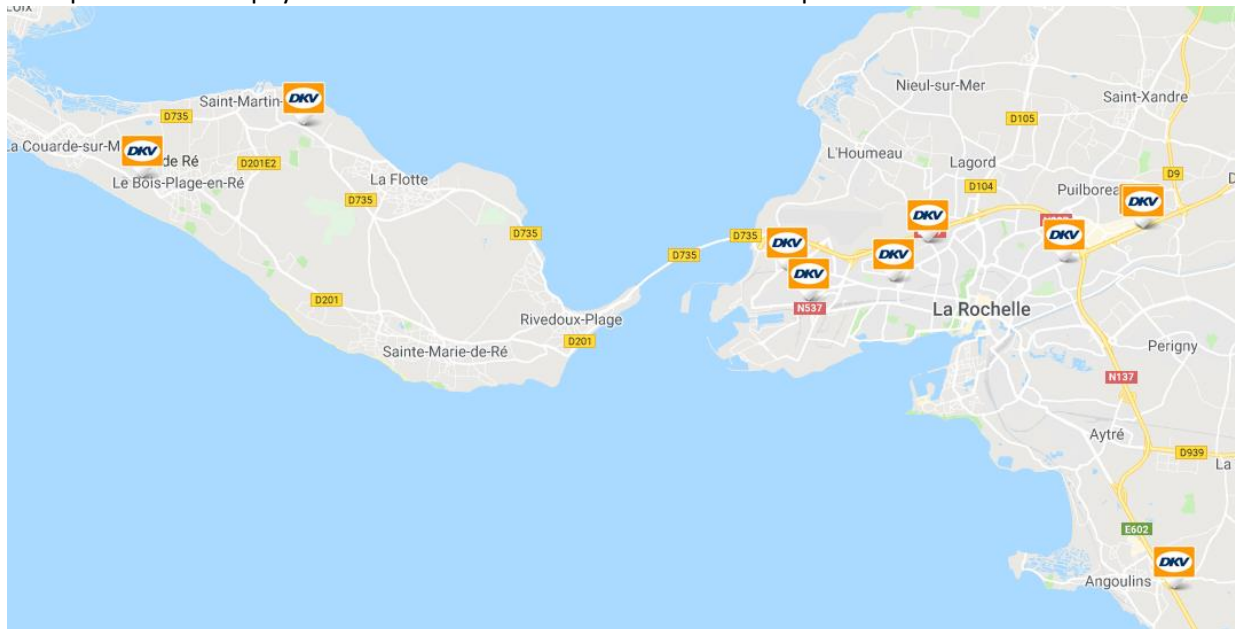 Saint-Martin-
D735
La Couarde-sur-M
DKV
DKV
de Ré
Le Bois-Plage-en-Ré
D201E2
La Flotte
D735
D735
D201
Sainte-Marie-de-Ré
Rivedoux-Plage
D201
D735
D735
Nieul-sur-Mer
Saint-Xandre
D105
L'Houmeau
Lagord
D104
Puilborea
D9
DKV
DKV
DKV
DKV
DKV
DKV
N537
La Rochelle
Perigny
N137
Aytré
D939
La
E602
DKV
Angoulins